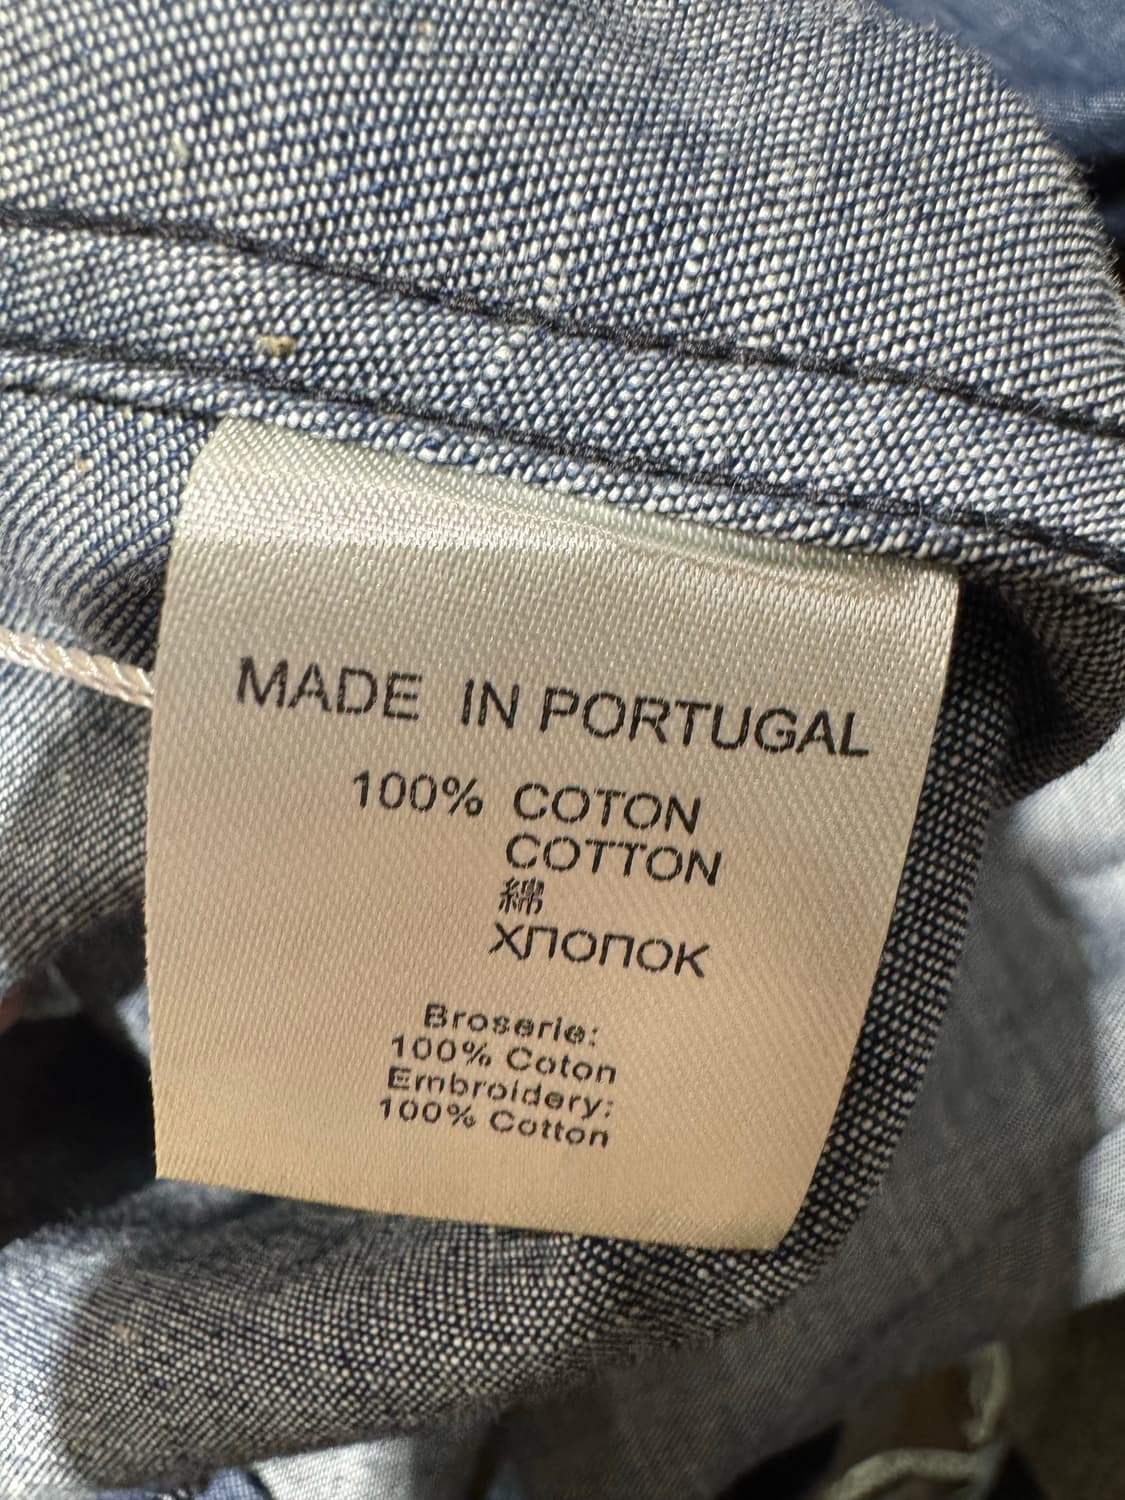 MADE IN PORTUGAL
100% COTON
COTTON
綿
ХЛОПОК
Broserie:
100% Coton
Embroidery:
100% Cotton